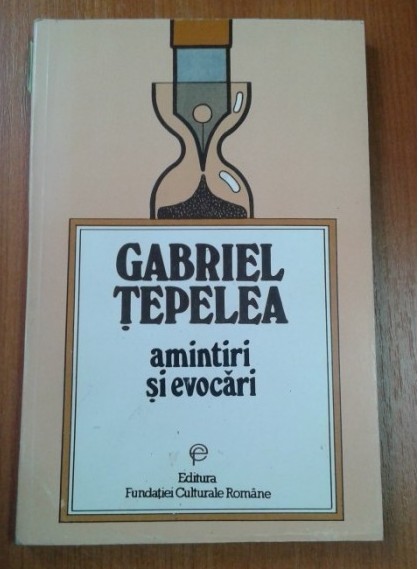 GABRIEL
ȚEPELEA
amintiri
și evocări
Editura
Fundației Culturale Române